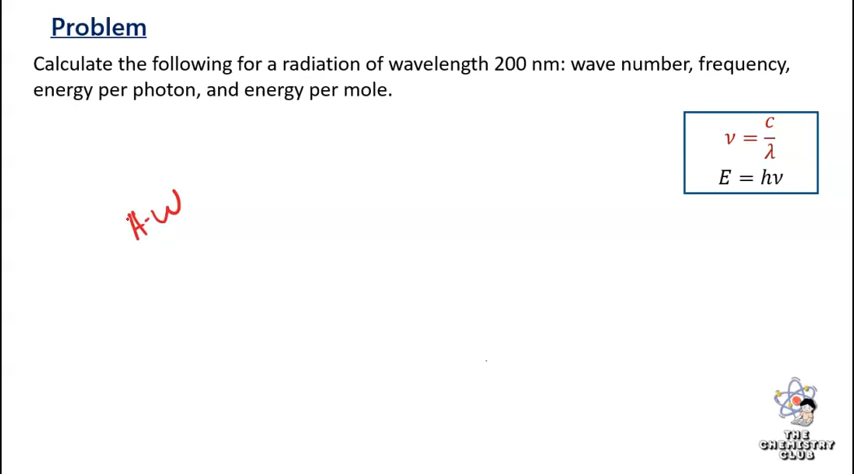 Problem
Calculate the following for a radiation of wavelength 200 nm: wave number, frequency,
energy per photon, and energy per mole.
ν = c/λ
E = hν
H.W
THE
CHEMISTRY
CLUB